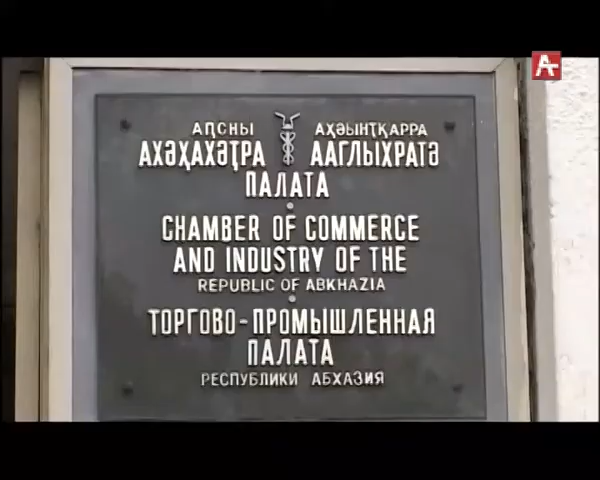 АԤСНЫ АҲӘЫНҬҚАРРА
АХӘҲАХӘҬРА ААГЛЫХРАТӘ
ПАЛАТА
CHAMBER OF COMMERCE
AND INDUSTRY OF THE
REPUBLIC OF ABKHAZIA
ТОРГОВО-ПРОМЫШЛЕННАЯ
ПАЛАТА
РЕСПУБЛИКИ АБХАЗИЯ